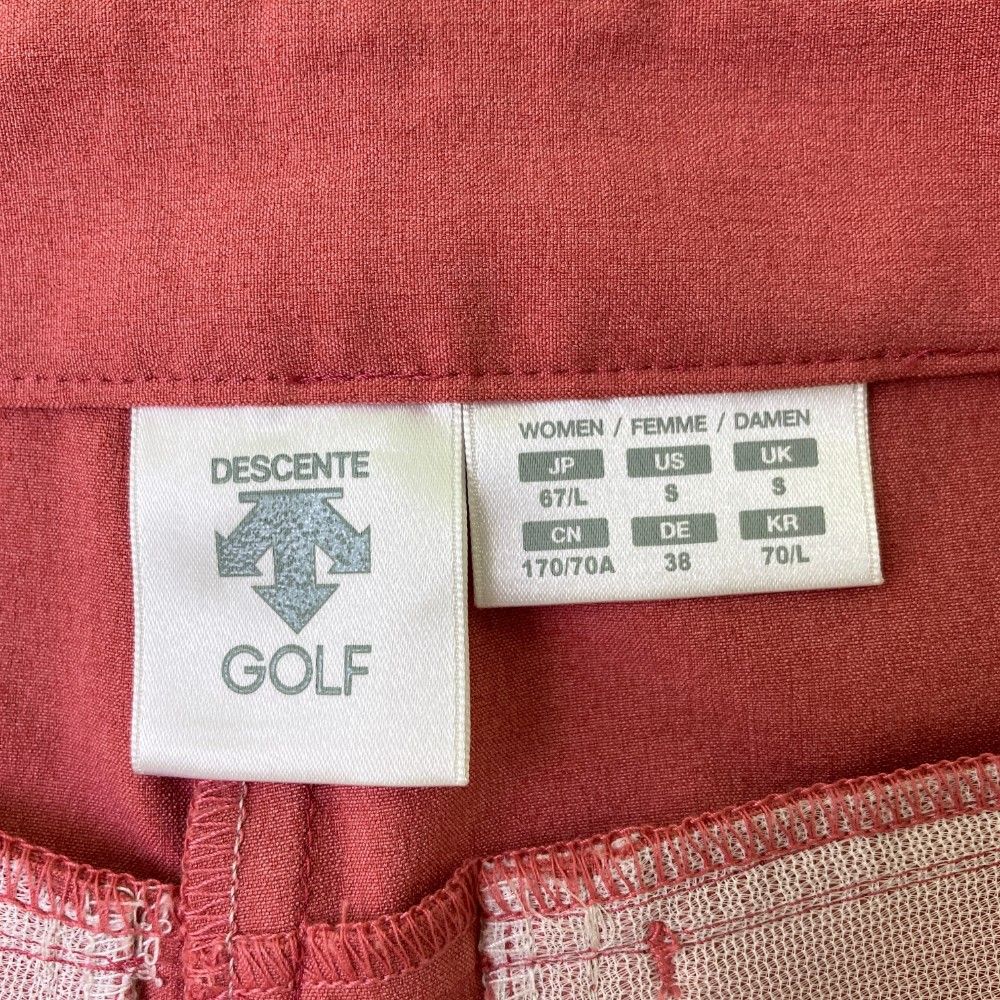 DESCENTE
GOLF
WOMEN / FEMME / DAMEN
JP US UK
67/L S S
CN DE KR
170/70A 38 70/L